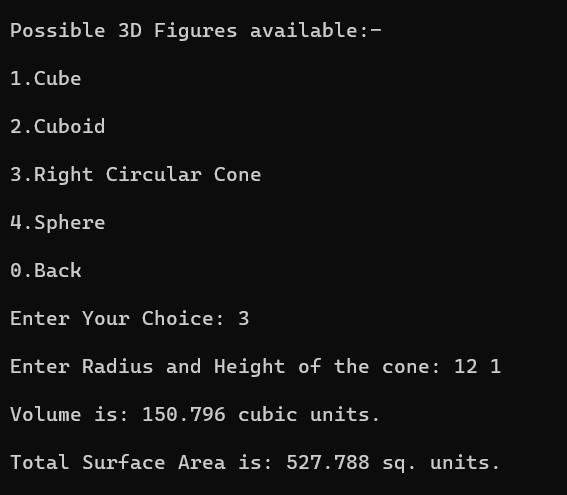 Possible 3D Figures available:-
1.Cube
2.Cuboid
3.Right Circular Cone
4.Sphere
0.Back
Enter Your Choice: 3
Enter Radius and Height of the cone: 12 1
Volume is: 150.796 cubic units.
Total Surface Area is: 527.788 sq. units.